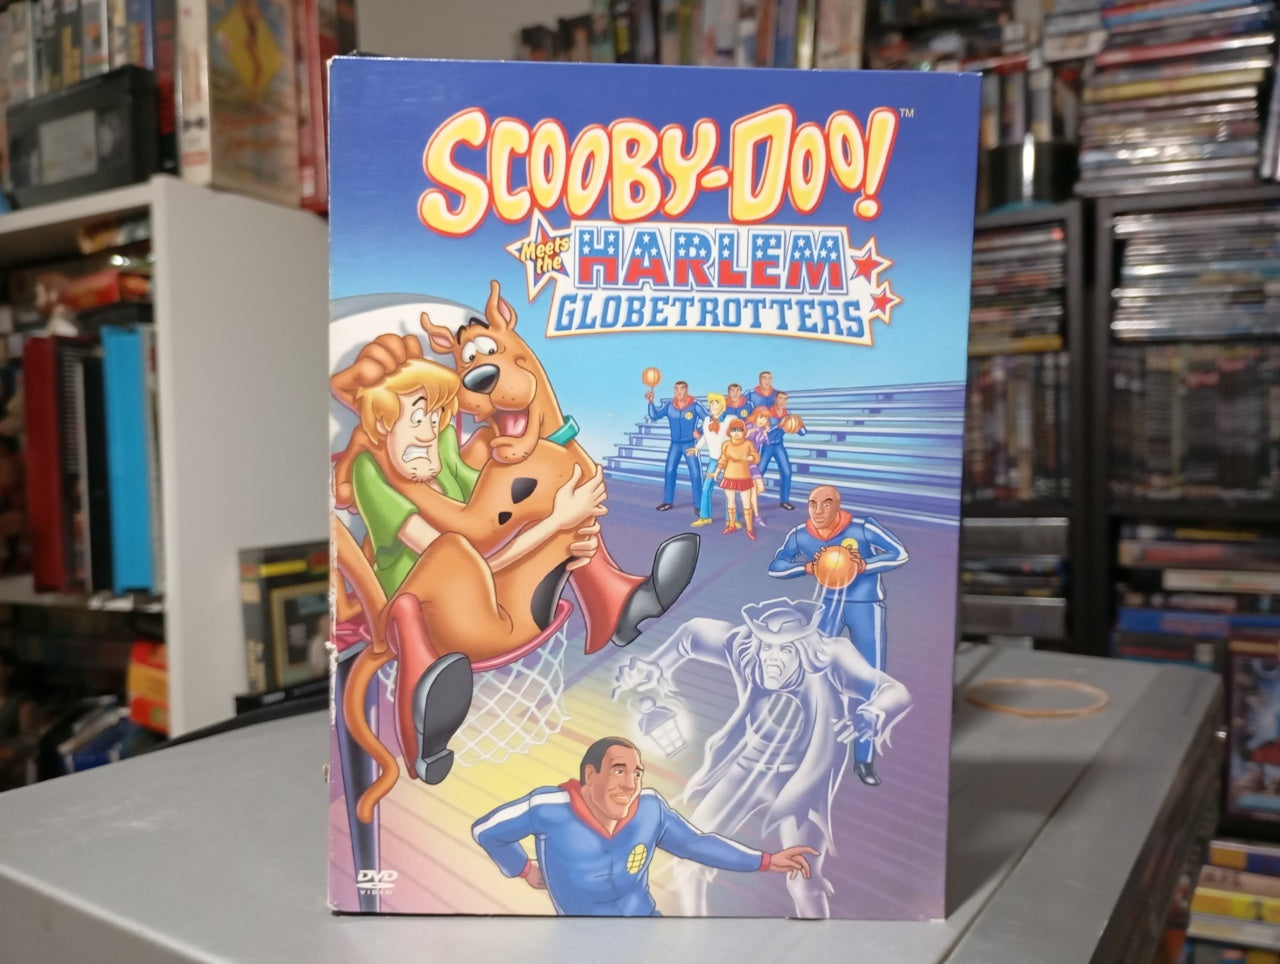 SCOOBY-DOO!™
Meets the
HARLEM
GLOBETROTTERS
DVD
VIDEO